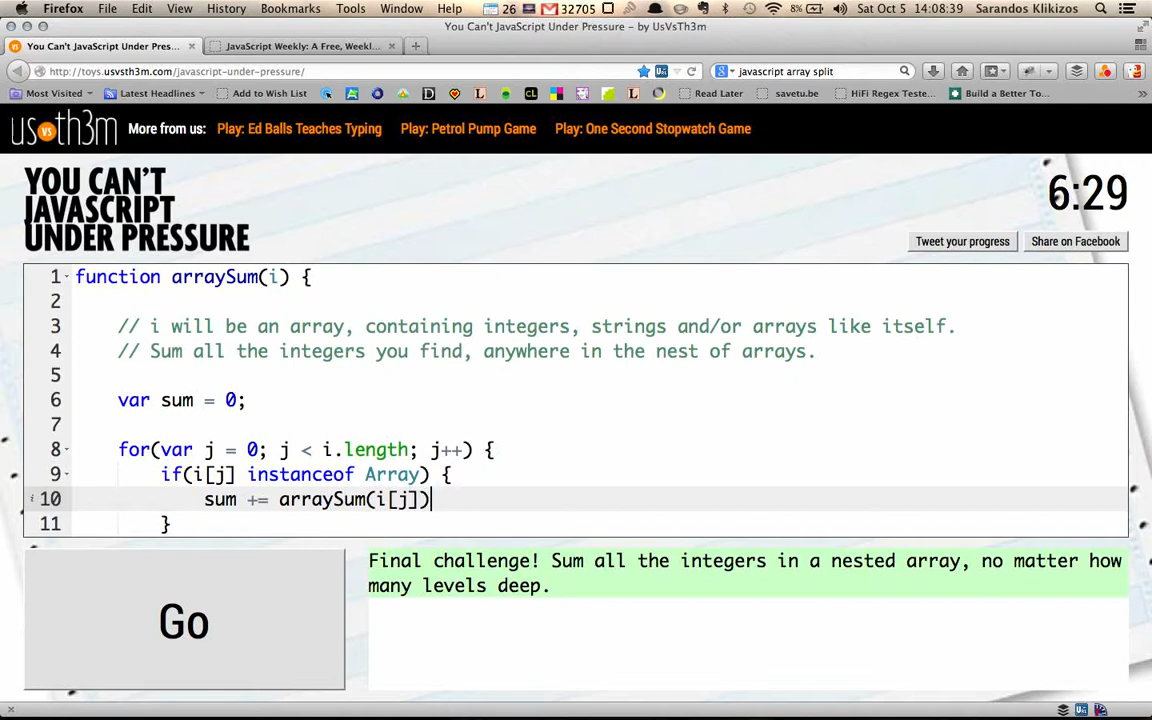 Firefox File Edit View History Bookmarks Tools Window Help 26 32705 8% Sat Oct 5 14:08:39 Sarandos Klikizos
You Can't JavaScript Under Pressure – by UsVsTh3m
You Can't JavaScript Under Pres... JavaScript Weekly: A Free, Weekl...
http://toys.usvsth3m.com/javascript-under-pressure/ javascript array split
Most Visited Latest Headlines Add to Wish List Read Later savetu.be HiFi Regex Teste... Build a Better To...
us vs th3m More from us: Play: Ed Balls Teaches Typing Play: Petrol Pump Game Play: One Second Stopwatch Game
YOU CAN'T
JAVASCRIPT
UNDER PRESSURE
6:29
Tweet your progress Share on Facebook
1 function arraySum(i) {
2
3 // i will be an array, containing integers, strings and/or arrays like itself.
4 // Sum all the integers you find, anywhere in the nest of arrays.
5
6 var sum = 0;
7
8 for(var j = 0; j < i.length; j++) {
9 if(i[j] instanceof Array) {
10 sum += arraySum(i[j])
11 }
Go
Final challenge! Sum all the integers in a nested array, no matter how
many levels deep.